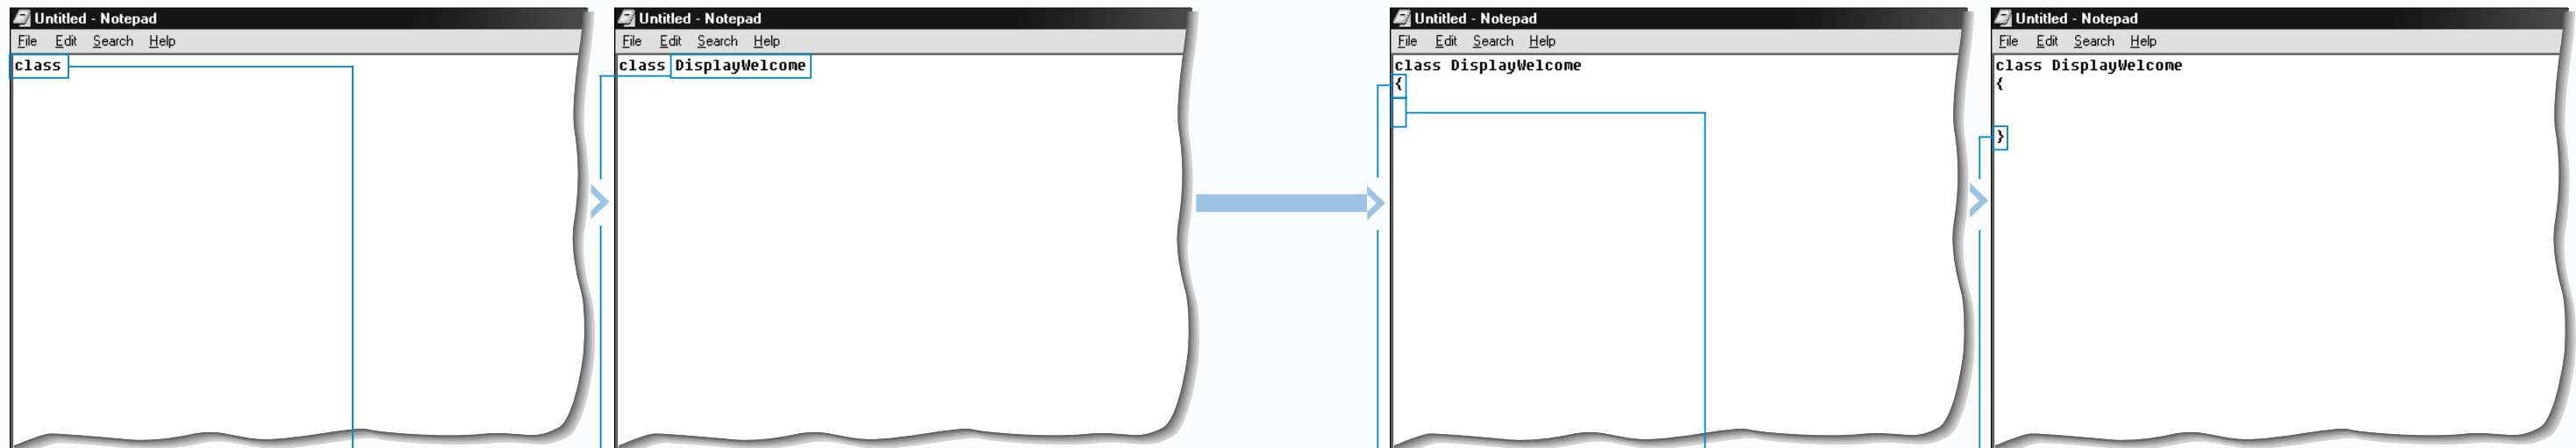 Untitled - Notepad
File Edit Search Help
class
Untitled - Notepad
File Edit Search Help
class DisplayWelcome
Untitled - Notepad
File Edit Search Help
class DisplayWelcome
{
Untitled - Notepad
File Edit Search Help
class DisplayWelcome
{
}